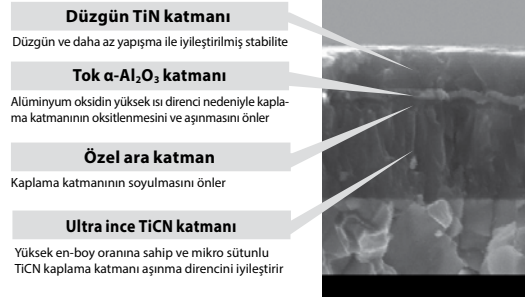 Düzgün TiN katmanı
Düzgün ve daha az yapışma ile iyileştirilmiş stabilite
Tok α-Al₂O₃ katmanı
Alüminyum oksidin yüksek ısı direnci nedeniyle kapla-
ma katmanının oksitlenmesini ve aşınmasını önler
Özel ara katman
Kaplama katmanının soyulmasını önler
Ultra ince TiCN katmanı
Yüksek en-boy oranına sahip ve mikro sütunlu
TiCN kaplama katmanı aşınma direncini iyileştirir